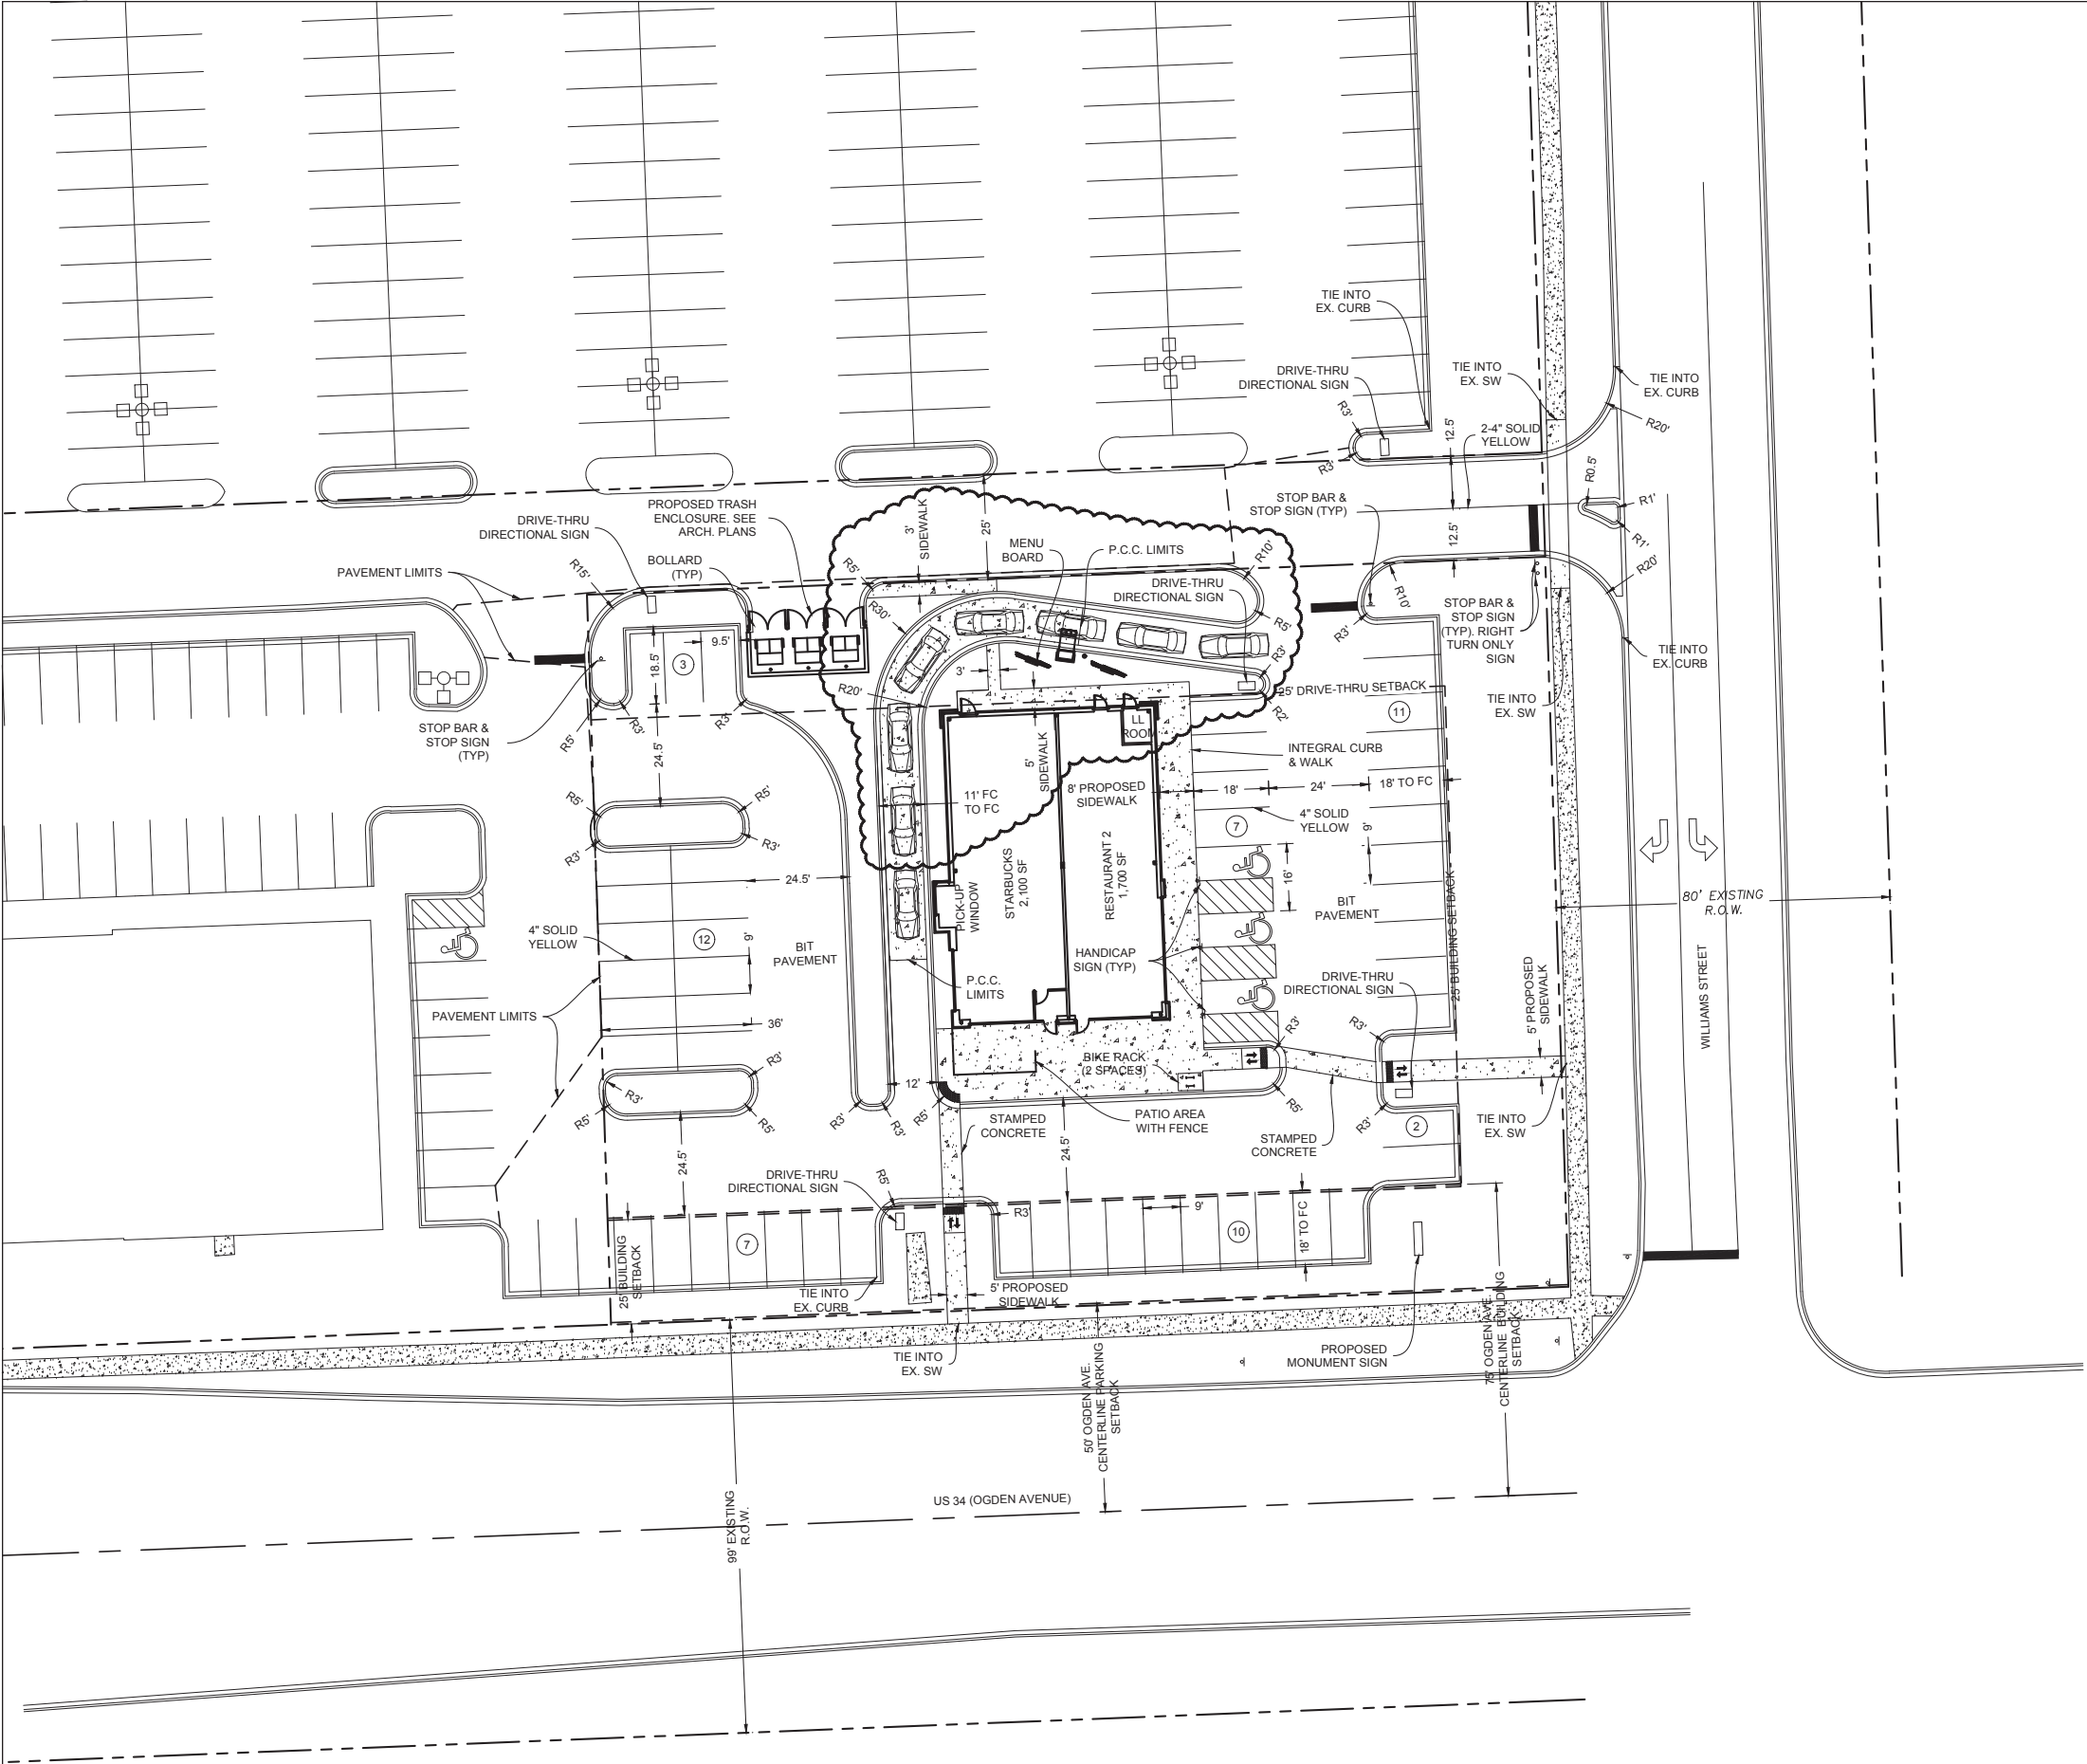 TIE INTO
EX. CURB
DRIVE-THRU
DIRECTIONAL SIGN
TIE INTO
EX. SW
TIE INTO
EX. CURB
R3'
R3'
12.5'
2-4" SOLID
YELLOW
R20'
R0.5'
R1'
R1'
STOP BAR &
STOP SIGN (TYP)
12.5'
PROPOSED TRASH
ENCLOSURE. SEE
ARCH. PLANS
DRIVE-THRU
DIRECTIONAL SIGN
3'
SIDEWALK
25'
MENU
BOARD
P.C.C. LIMITS
R10'
BOLLARD
(TYP)
PAVEMENT LIMITS
R15'
R5'
R30'
DRIVE-THRU
DIRECTIONAL SIGN
R5'
R10'
R3'
R20'
STOP BAR &
STOP SIGN
(TYP). RIGHT
TURN ONLY
SIGN
TIE INTO
EX. CURB
9.5'
3
18.5'
3'
R3'
R20'
25' DRIVE-THRU SETBACK
R2'
11
TIE INTO
EX. SW
STOP BAR &
STOP SIGN
(TYP)
R5'
R3'
R3'
24.5'
LL
ROOM
5'
SIDEWALK
INTEGRAL CURB
& WALK
11' FC
TO FC
8' PROPOSED
SIDEWALK
18'
24'
18' TO FC
R5'
R5'
R3'
R3'
4" SOLID
YELLOW
7
9'
16'
24.5'
PICK-UP
WINDOW
STARBUCKS
2,100 SF
RESTAURANT 2
1,700 SF
BIT
PAVEMENT
25' BUILDING SETBACK
80' EXISTING
R.O.W.
4" SOLID
YELLOW
12
9'
BIT
PAVEMENT
HANDICAP
SIGN (TYP)
P.C.C.
LIMITS
DRIVE-THRU
DIRECTIONAL SIGN
5' PROPOSED
SIDEWALK
WILLIAMS STREET
PAVEMENT LIMITS
36'
R3'
R3'
R3'
R3'
R5'
R5'
12'
BIKE RACK
(2 SPACES)
R3'
R3'
R5'
R5'
R3'
2
STAMPED
CONCRETE
PATIO AREA
WITH FENCE
STAMPED
CONCRETE
TIE INTO
EX. SW
24.5'
24.5'
DRIVE-THRU
DIRECTIONAL SIGN
R5'
R3'
9'
10
18' TO FC
7
25' BUILDING
SETBACK
TIE INTO
EX. CURB
5' PROPOSED
SIDEWALK
TIE INTO
EX. SW
PROPOSED
MONUMENT SIGN
50' OGDEN AVE.
CENTERLINE PARKING
SETBACK
75' OGDEN AVE.
CENTERLINE BUILDING
SETBACK
99' EXISTING
R.O.W.
US 34 (OGDEN AVENUE)